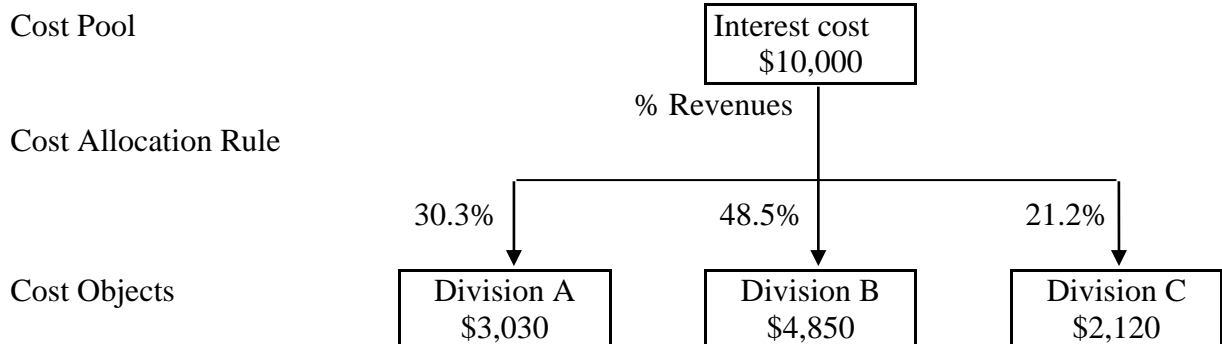 Cost Pool
Interest cost
$10,000
% Revenues
Cost Allocation Rule
30.3% 48.5% 21.2%
Cost Objects
Division A Division B Division C
$3,030 $4,850 $2,120